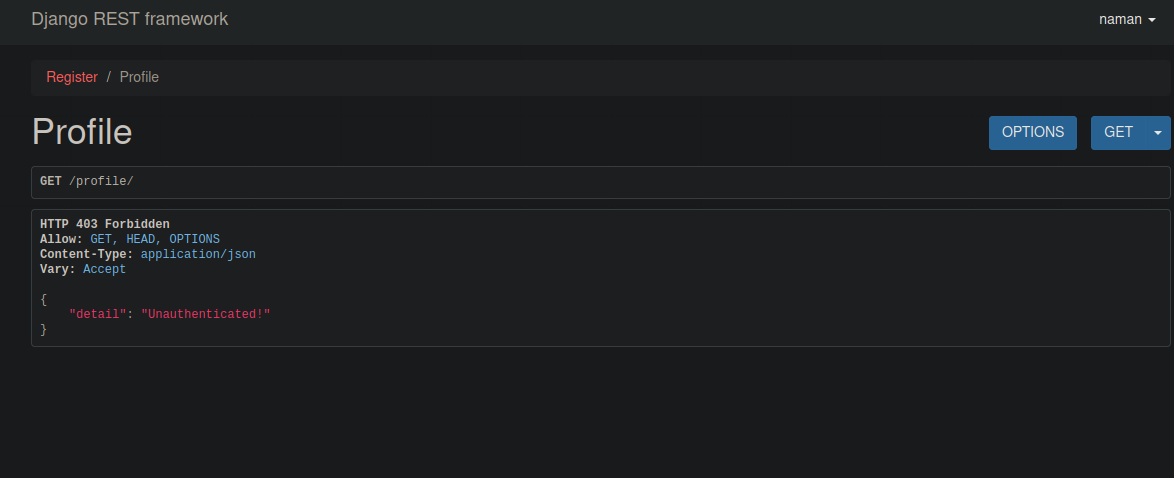 Django REST framework
naman
Register / Profile
Profile
OPTIONS
GET
GET /profile/
HTTP 403 Forbidden
Allow: GET, HEAD, OPTIONS
Content-Type: application/json
Vary: Accept
{
    "detail": "Unauthenticated!"
}